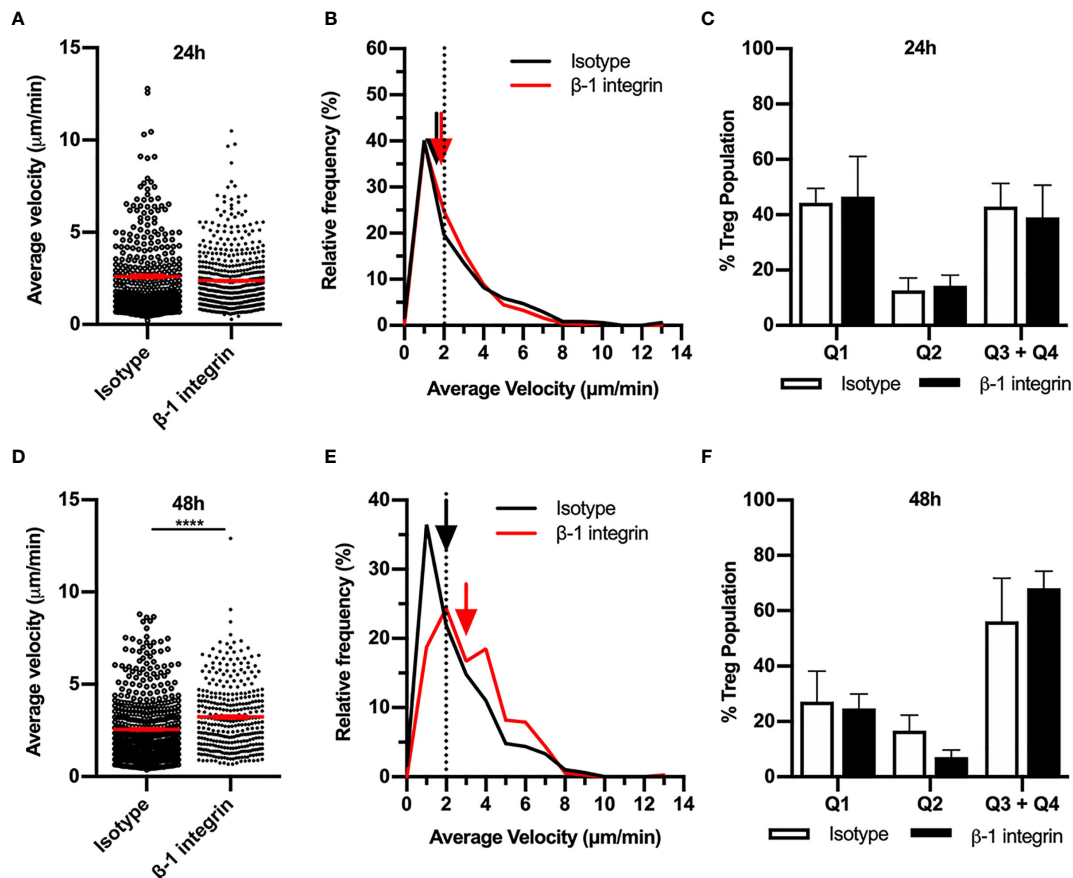 A
24h
Average velocity (μm/min)
15
10
5
0
Isotype
β-1 integrin
B
Isotype
β-1 integrin
Relative frequency (%)
60
50
40
30
20
10
0
0 2 4 6 8 10 12 14
Average Velocity (μm/min)
C
24h
% Treg Population
100
80
60
40
20
0
Q1 Q2 Q3 + Q4
Isotype β-1 integrin
D
48h
****
Average velocity (μm/min)
15
10
5
0
Isotype
β-1 integrin
E
Isotype
β-1 integrin
Relative frequency (%)
40
30
20
10
0
0 2 4 6 8 10 12 14
Average Velocity (μm/min)
F
48h
% Treg Population
100
80
60
40
20
0
Q1 Q2 Q3 + Q4
Isotype β-1 integrin